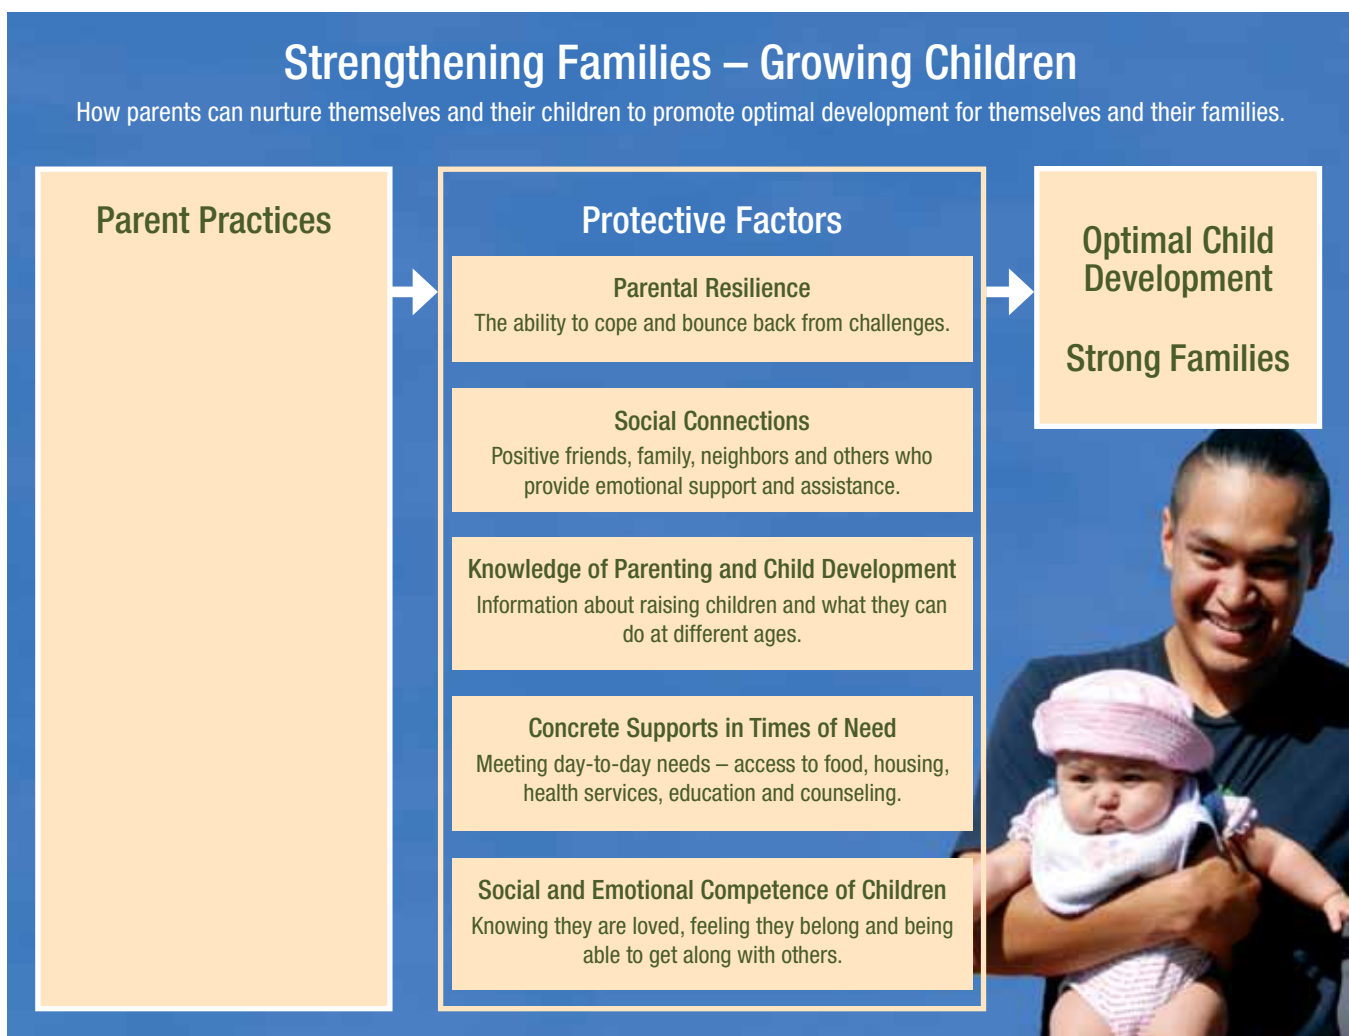 Strengthening Families – Growing Children
How parents can nurture themselves and their children to promote optimal development for themselves and their families.
Parent Practices
Protective Factors
Parental Resilience
The ability to cope and bounce back from challenges.
Social Connections
Positive friends, family, neighbors and others who
provide emotional support and assistance.
Knowledge of Parenting and Child Development
Information about raising children and what they can
do at different ages.
Concrete Supports in Times of Need
Meeting day-to-day needs – access to food, housing,
health services, education and counseling.
Social and Emotional Competence of Children
Knowing they are loved, feeling they belong and being
able to get along with others.
Optimal Child
Development
Strong Families